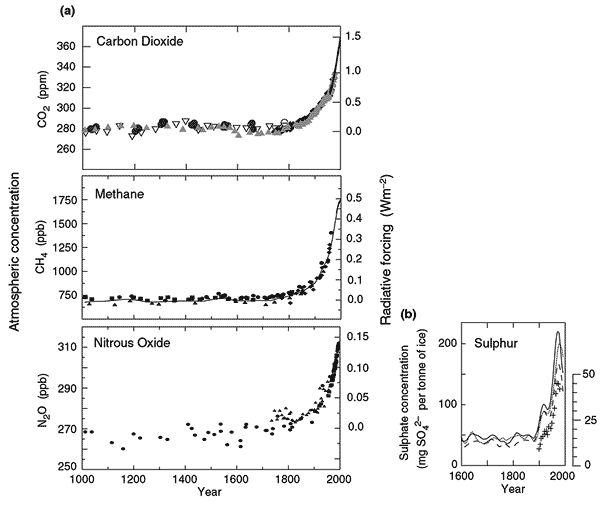 (a)
Carbon Dioxide
360
340
320
300
280
260
CO2 (ppm)
1.5
1.0
0.5
0.0
Methane
1750
1500
1250
1000
750
CH4 (ppb)
0.5
0.4
0.3
0.2
0.1
0.0
Nitrous Oxide
310
290
270
250
N2O (ppb)
0.15
0.10
0.05
0.0
Atmospheric concentration
Radiative forcing (Wm–2)
1000 1200 1400 1600 1800 2000
Year
(b)
Sulphur
200
100
0
Sulphate concentration
(mg SO42– per tonne of ice)
50
25
0
1600 1800 2000
Year